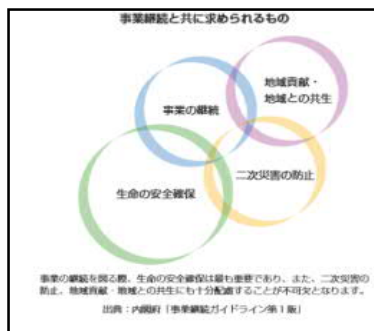 事業継続と共に求められるもの
地域貢献・
地域との共生
事業の継続
二次災害の防止
生命の安全確保
事業の継続を図る際、生命の安全確保は最も重要であり、また、二次災害の
防止、地域貢献・地域との共生にも十分配慮することが不可欠となります。
出典：内閣府「事業継続ガイドライン第1版」